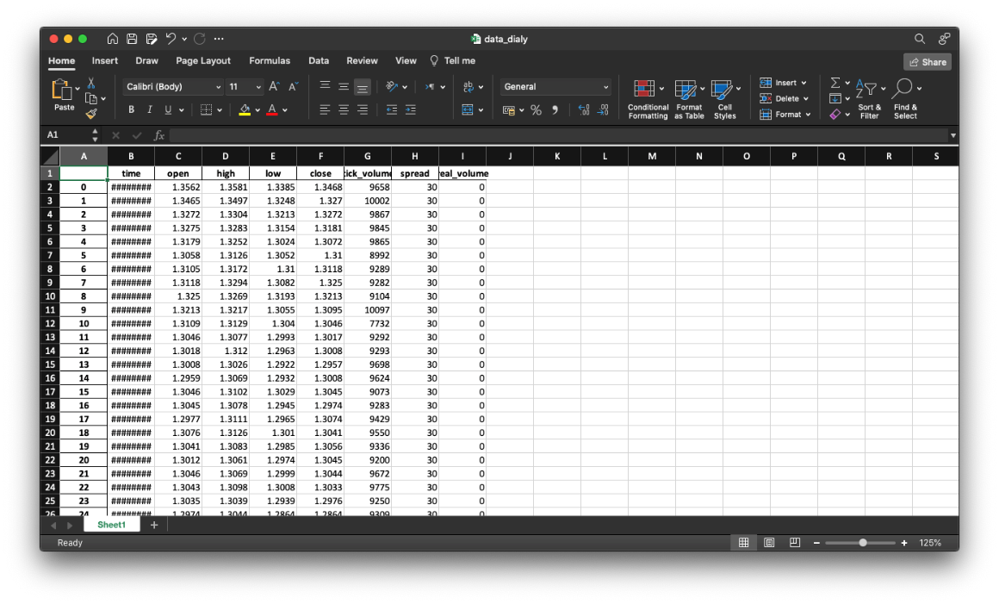 data_dialy
Home Insert Draw Page Layout Formulas Data Review View Tell me Share
Paste Calibri (Body) 11 A A ab General Conditional Formatting Format as Table Cell Styles Insert Delete Format Sort & Filter Find & Select
B I U A %
A1 fx
A B C D E F G H I J K L M N O P Q R S
1 time open high low close tick_volume spread real_volume
2 0 ######## 1.3562 1.3581 1.3385 1.3468 9658 30 0
3 1 ######## 1.3465 1.3497 1.3248 1.327 10002 30 0
4 2 ######## 1.3272 1.3304 1.3213 1.3272 9867 30 0
5 3 ######## 1.3275 1.3283 1.3154 1.3181 9845 30 0
6 4 ######## 1.3179 1.3252 1.3024 1.3072 9865 30 0
7 5 ######## 1.3058 1.3126 1.3052 1.31 8992 30 0
8 6 ######## 1.3105 1.3172 1.31 1.3118 9289 30 0
9 7 ######## 1.3118 1.3294 1.3082 1.325 9282 30 0
10 8 ######## 1.325 1.3269 1.3193 1.3213 9104 30 0
11 9 ######## 1.3213 1.3217 1.3055 1.3095 10097 30 0
12 10 ######## 1.3109 1.3129 1.304 1.3046 7732 30 0
13 11 ######## 1.3046 1.3077 1.2993 1.3017 9292 30 0
14 12 ######## 1.3018 1.312 1.2963 1.3008 9293 30 0
15 13 ######## 1.3008 1.3026 1.2922 1.2957 9698 30 0
16 14 ######## 1.2959 1.3069 1.2932 1.3008 9624 30 0
17 15 ######## 1.3046 1.3102 1.3029 1.3045 9073 30 0
18 16 ######## 1.3045 1.3078 1.2945 1.2974 9283 30 0
19 17 ######## 1.2977 1.3111 1.2965 1.3074 9429 30 0
20 18 ######## 1.3076 1.3126 1.301 1.3041 9550 30 0
21 19 ######## 1.3041 1.3083 1.2985 1.3056 9336 30 0
22 20 ######## 1.3012 1.3061 1.2974 1.3045 9200 30 0
23 21 ######## 1.3046 1.3069 1.2999 1.3044 9672 30 0
24 22 ######## 1.3043 1.3098 1.3008 1.3033 9775 30 0
25 23 ######## 1.3035 1.3039 1.2939 1.2976 9250 30 0
26 24 ######## 1.2974 1.3044 1.2864 1.2864 9309 30 0
Sheet1 +
Ready 125%